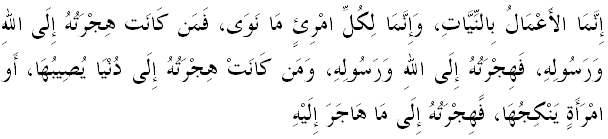 إِنَّمَا الأَعْمَالُ بِالنِّيَّاتِ، وَإِنَّمَا لِكُلِّ امْرِئٍ مَا نَوَى، فَمَن كَانَت هِجْرَتُهُ إِلَى اللهِ
وَرَسُولِهِ، فَهِجْرَتُهُ إِلَى اللهِ وَرَسُولِهِ، وَمَن كَانَتْ هِجْرَتُهُ إِلَى دُنْيَا يُصِيبُهَا، أَو
امْرَأَةٍ يَنْكِحُهَا، فَهِجْرَتُهُ إِلَى مَا هَاجَرَ إِلَيْهِ